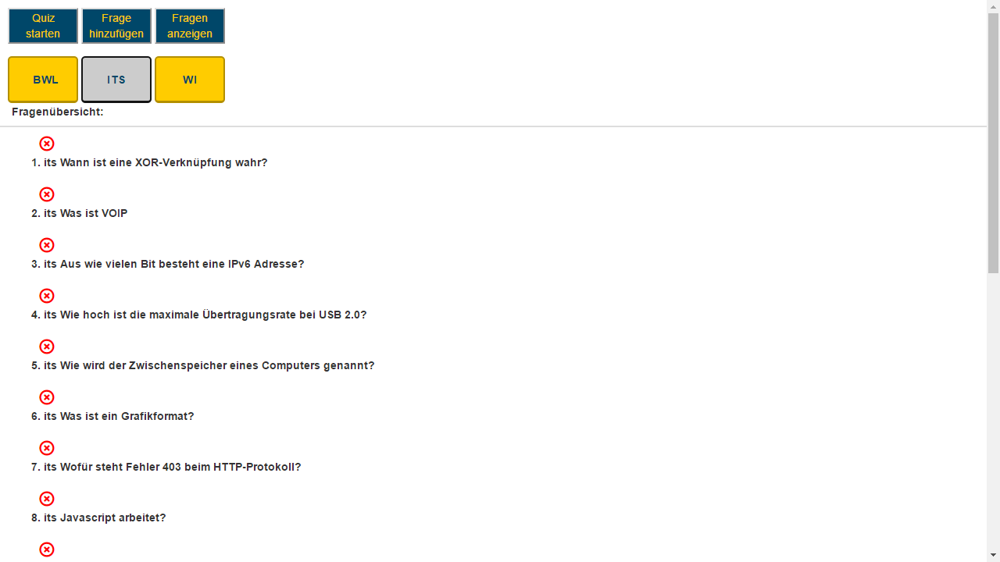 Quiz starten
Frage hinzufügen
Fragen anzeigen
BWL
ITS
WI
Fragenübersicht:
1. its Wann ist eine XOR-Verknüpfung wahr?
2. its Was ist VOIP
3. its Aus wie vielen Bit besteht eine IPv6 Adresse?
4. its Wie hoch ist die maximale Übertragungsrate bei USB 2.0?
5. its Wie wird der Zwischenspeicher eines Computers genannt?
6. its Was ist ein Grafikformat?
7. its Wofür steht Fehler 403 beim HTTP-Protokoll?
8. its Javascript arbeitet?